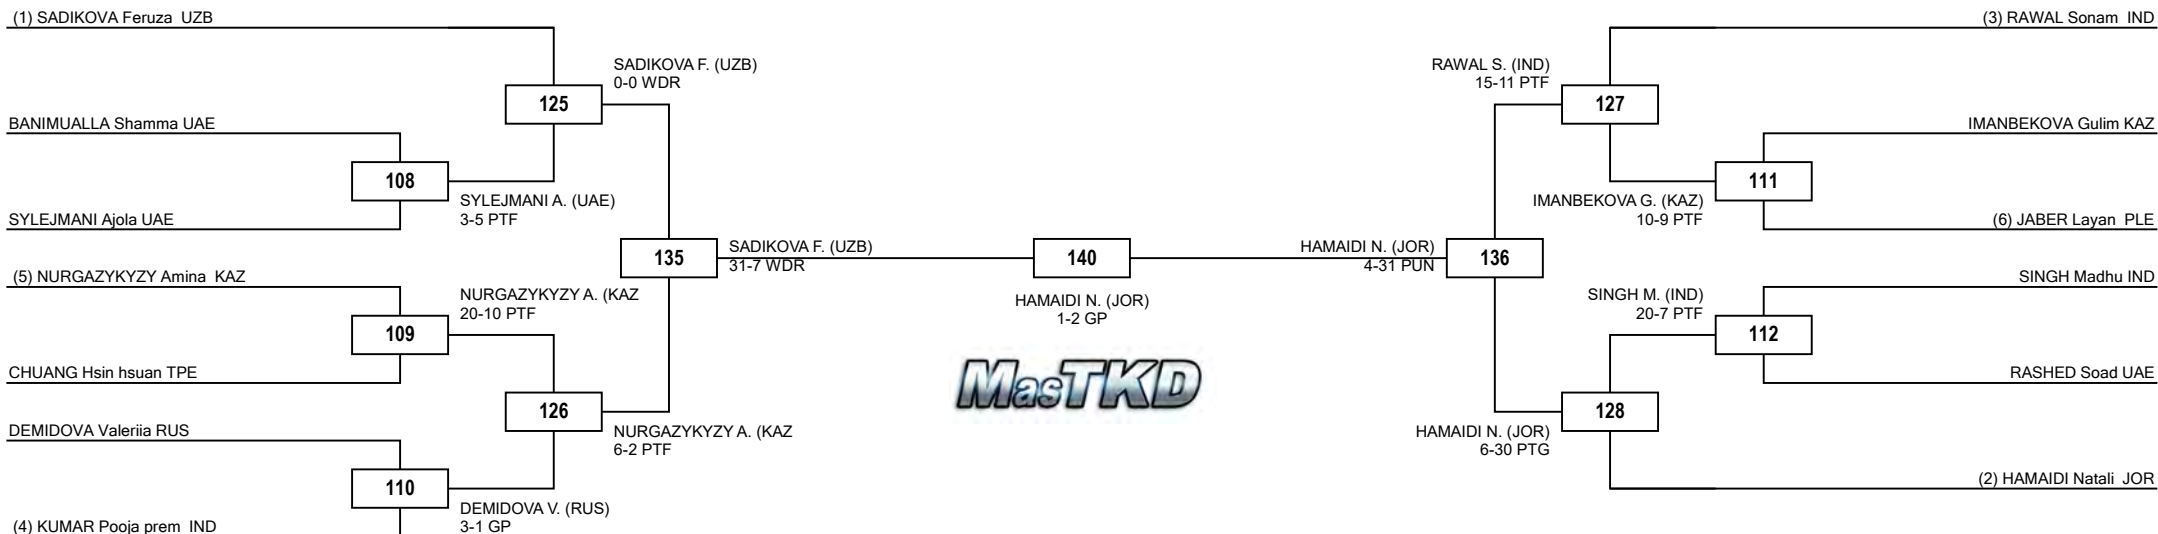 (1) SADIKOVA Feruza  UZB
(3) RAWAL Sonam  IND
SADIKOVA F. (UZB)
0-0 WDR
RAWAL S. (IND)
15-11 PTF
125
127
BANIMUALLA Shamma UAE
IMANBEKOVA Gulim KAZ
108
111
SYLEJMANI A. (UAE)
3-5 PTF
IMANBEKOVA G. (KAZ)
10-9 PTF
SYLEJMANI Ajola UAE
(6) JABER Layan  PLE
135
SADIKOVA F. (UZB)
31-7 WDR
140
HAMAIDI N. (JOR)
4-31 PUN
136
(5) NURGAZYKYZY Amina  KAZ
SINGH Madhu IND
NURGAZYKYZY A. (KAZ
20-10 PTF
HAMAIDI N. (JOR)
1-2 GP
SINGH M. (IND)
20-7 PTF
109
112
CHUANG Hsin hsuan TPE
RASHED Soad UAE
MasTKD
126
128
DEMIDOVA Valeriia RUS
NURGAZYKYZY A. (KAZ
6-2 PTF
HAMAIDI N. (JOR)
6-30 PTG
110
(2) HAMAIDI Natali  JOR
DEMIDOVA V. (RUS)
3-1 GP
(4) KUMAR Pooja prem  IND